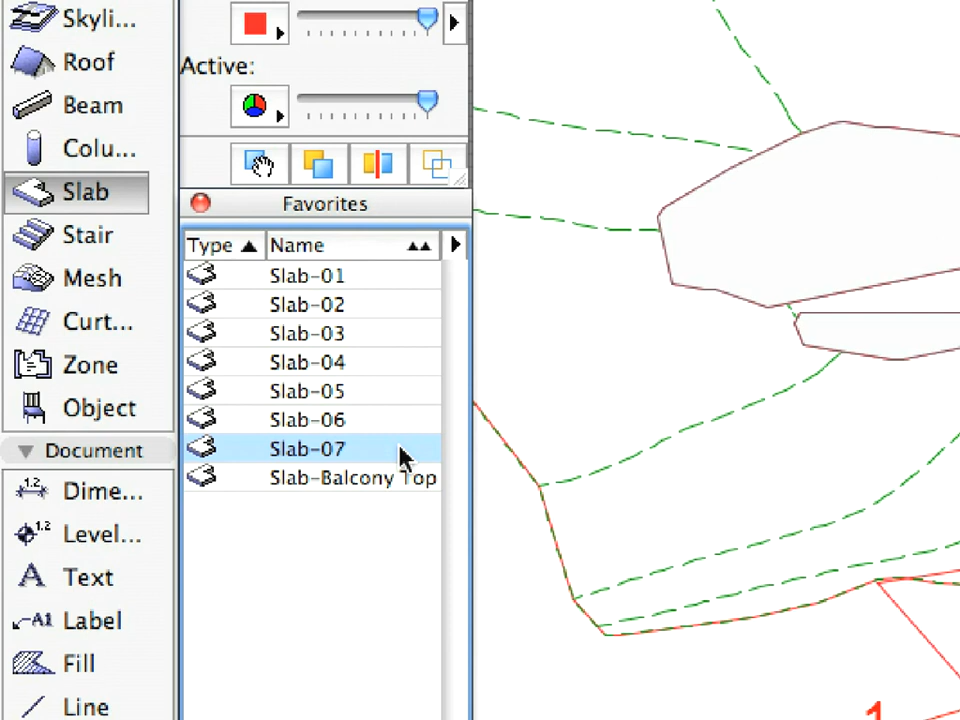 Skyli...
Roof
Beam
Colu...
Slab
Stair
Mesh
Curt...
Zone
Object
Document
1.2
Dime...
1.2
Level...
A
Text
A1
Label
Fill
Line
Active:
Favorites
Type
Name
Slab-01
Slab-02
Slab-03
Slab-04
Slab-05
Slab-06
Slab-07
Slab-Balcony Top
1